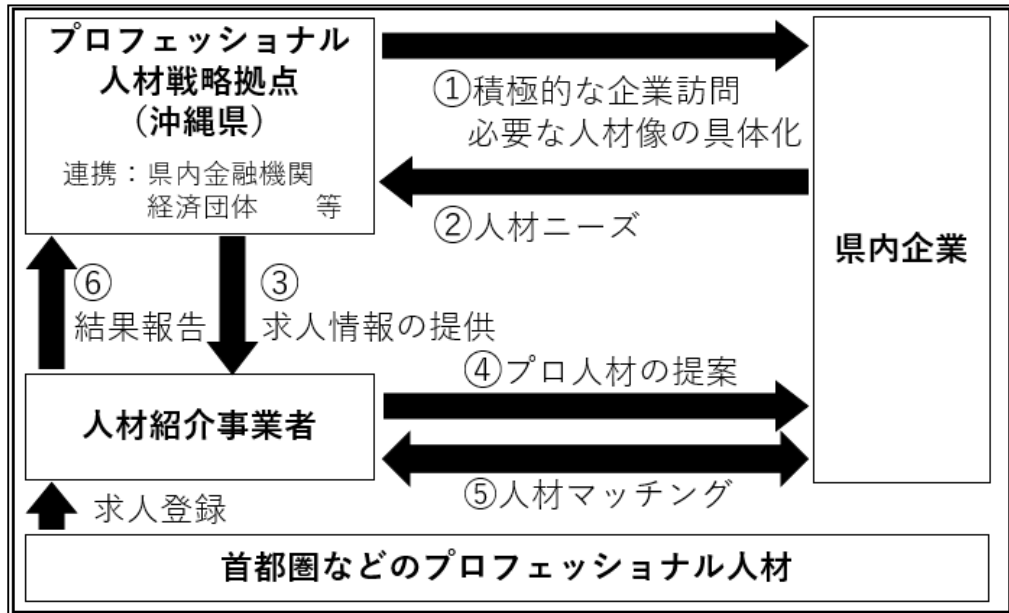 プロフェッショナル
人材戦略拠点
（沖縄県）
連携：県内金融機関
経済団体　　等
①積極的な企業訪問
必要な人材像の具体化
②人材ニーズ
県内企業
⑥
結果報告
③
求人情報の提供
④プロ人材の提案
人材紹介事業者
⑤人材マッチング
求人登録
首都圏などのプロフェッショナル人材